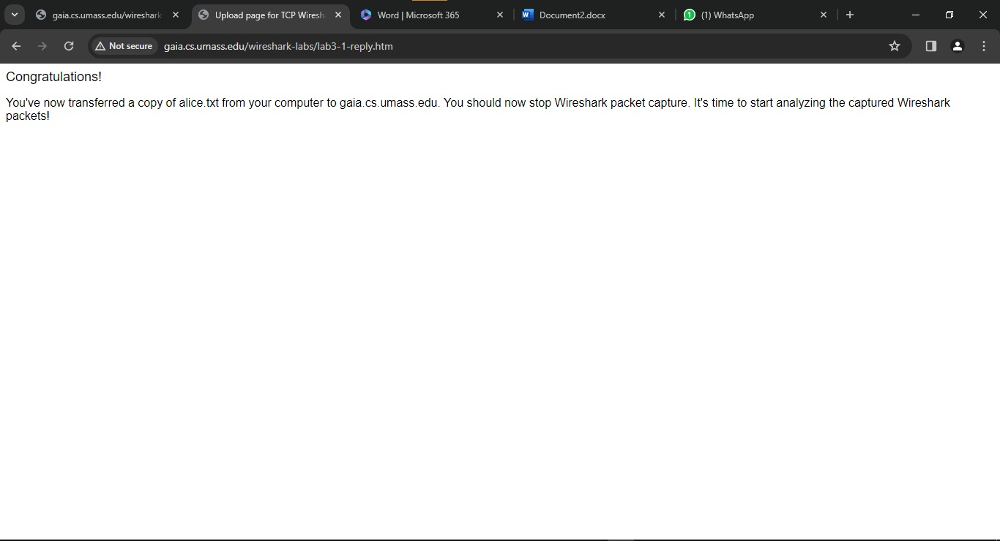 gaia.cs.umass.edu/wireshark
Upload page for TCP Wiresh
Word | Microsoft 365
Document2.docx
1 (1) WhatsApp
Not secure gaia.cs.umass.edu/wireshark-labs/lab3-1-reply.htm
Congratulations!
You've now transferred a copy of alice.txt from your computer to gaia.cs.umass.edu. You should now stop Wireshark packet capture. It's time to start analyzing the captured Wireshark
packets!